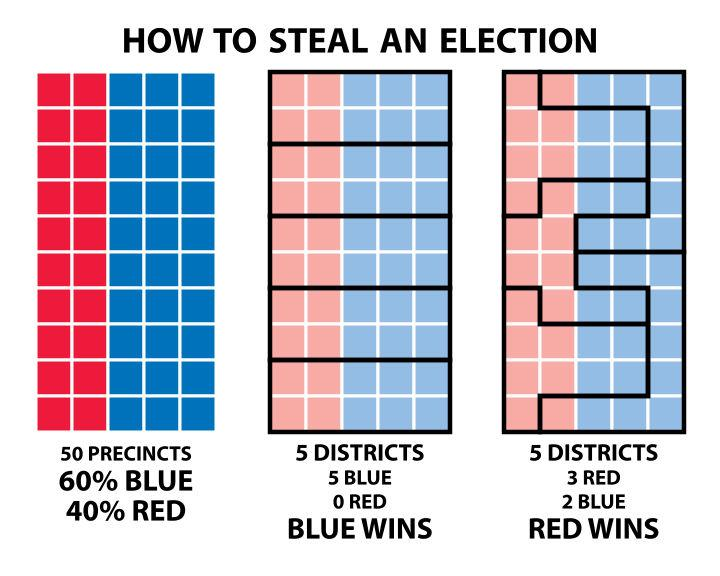 HOW TO STEAL AN ELECTION
50 PRECINCTS
60% BLUE
40% RED
5 DISTRICTS
5 BLUE
0 RED
BLUE WINS
5 DISTRICTS
3 RED
2 BLUE
RED WINS